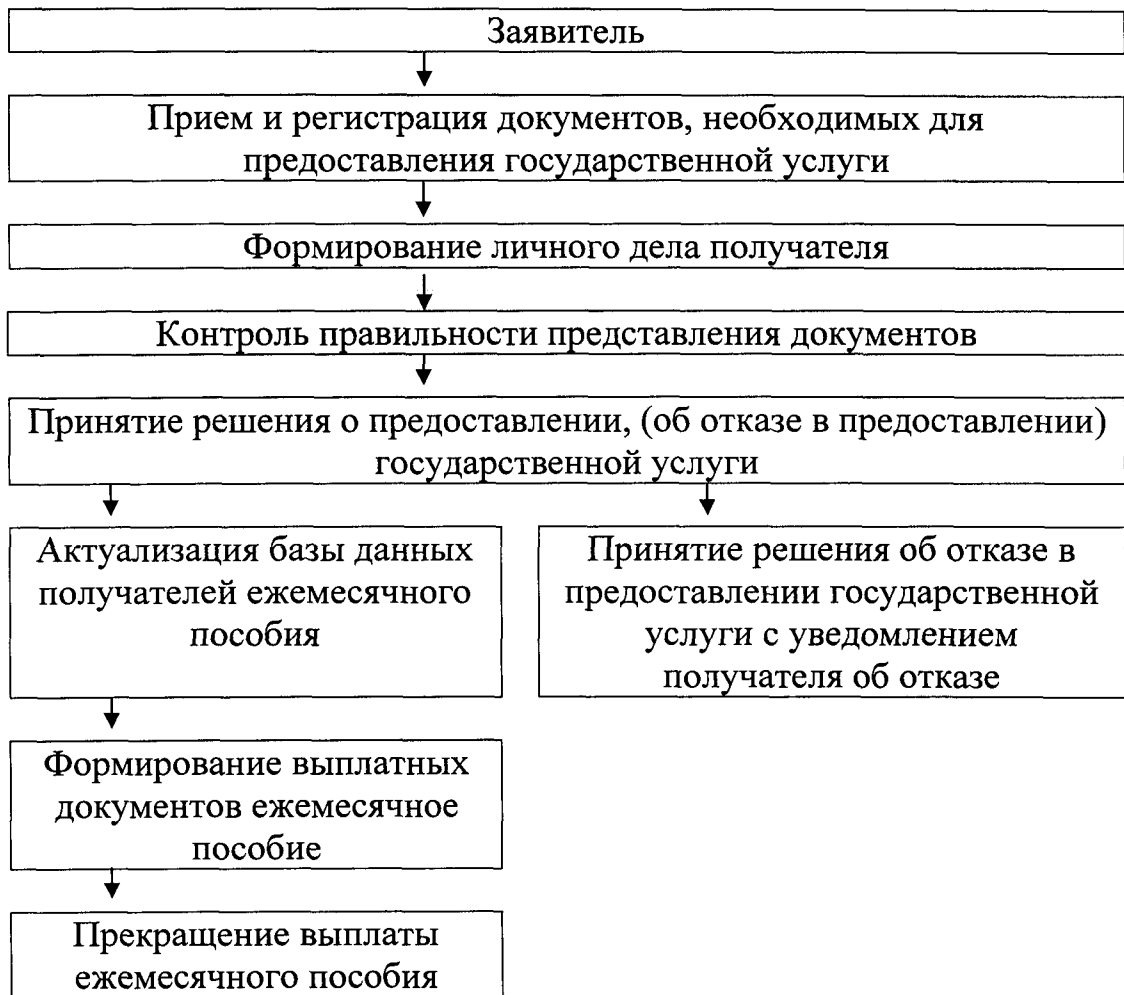 Заявитель
Прием и регистрация документов, необходимых для
предоставления государственной услуги
Формирование личного дела получателя
Контроль правильности представления документов
Принятие решения о предоставлении, (об отказе в предоставлении)
государственной услуги
Актуализация базы данных
получателей ежемесячного
пособия
Принятие решения об отказе в
предоставлении государственной
услуги с уведомлением
получателя об отказе
Формирование выплатных
документов ежемесячное
пособие
Прекращение выплаты
ежемесячного пособия